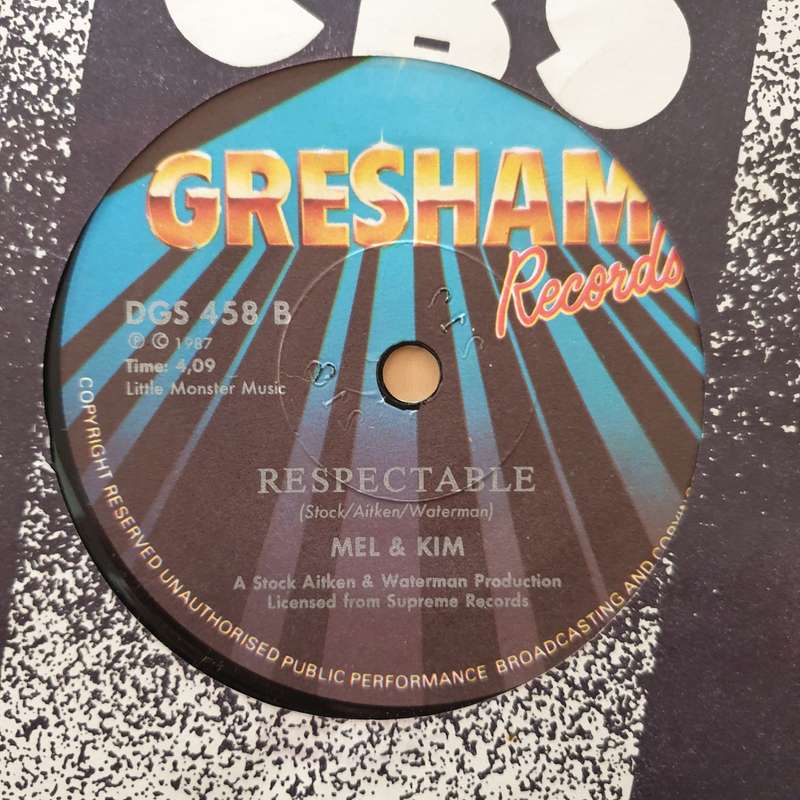 CBS
GRESHAM
Records
DGS 458 B
Ⓟ © 1987
Time: 4,09
Little Monster Music
RESPECTABLE
(Stock/Aitken/Waterman)
MEL & KIM
A Stock Aitken & Waterman Production
Licensed from Supreme Records
COPYRIGHT RESERVED UNAUTHORISED PUBLIC PERFORMANCE BROADCASTING AND COPYING